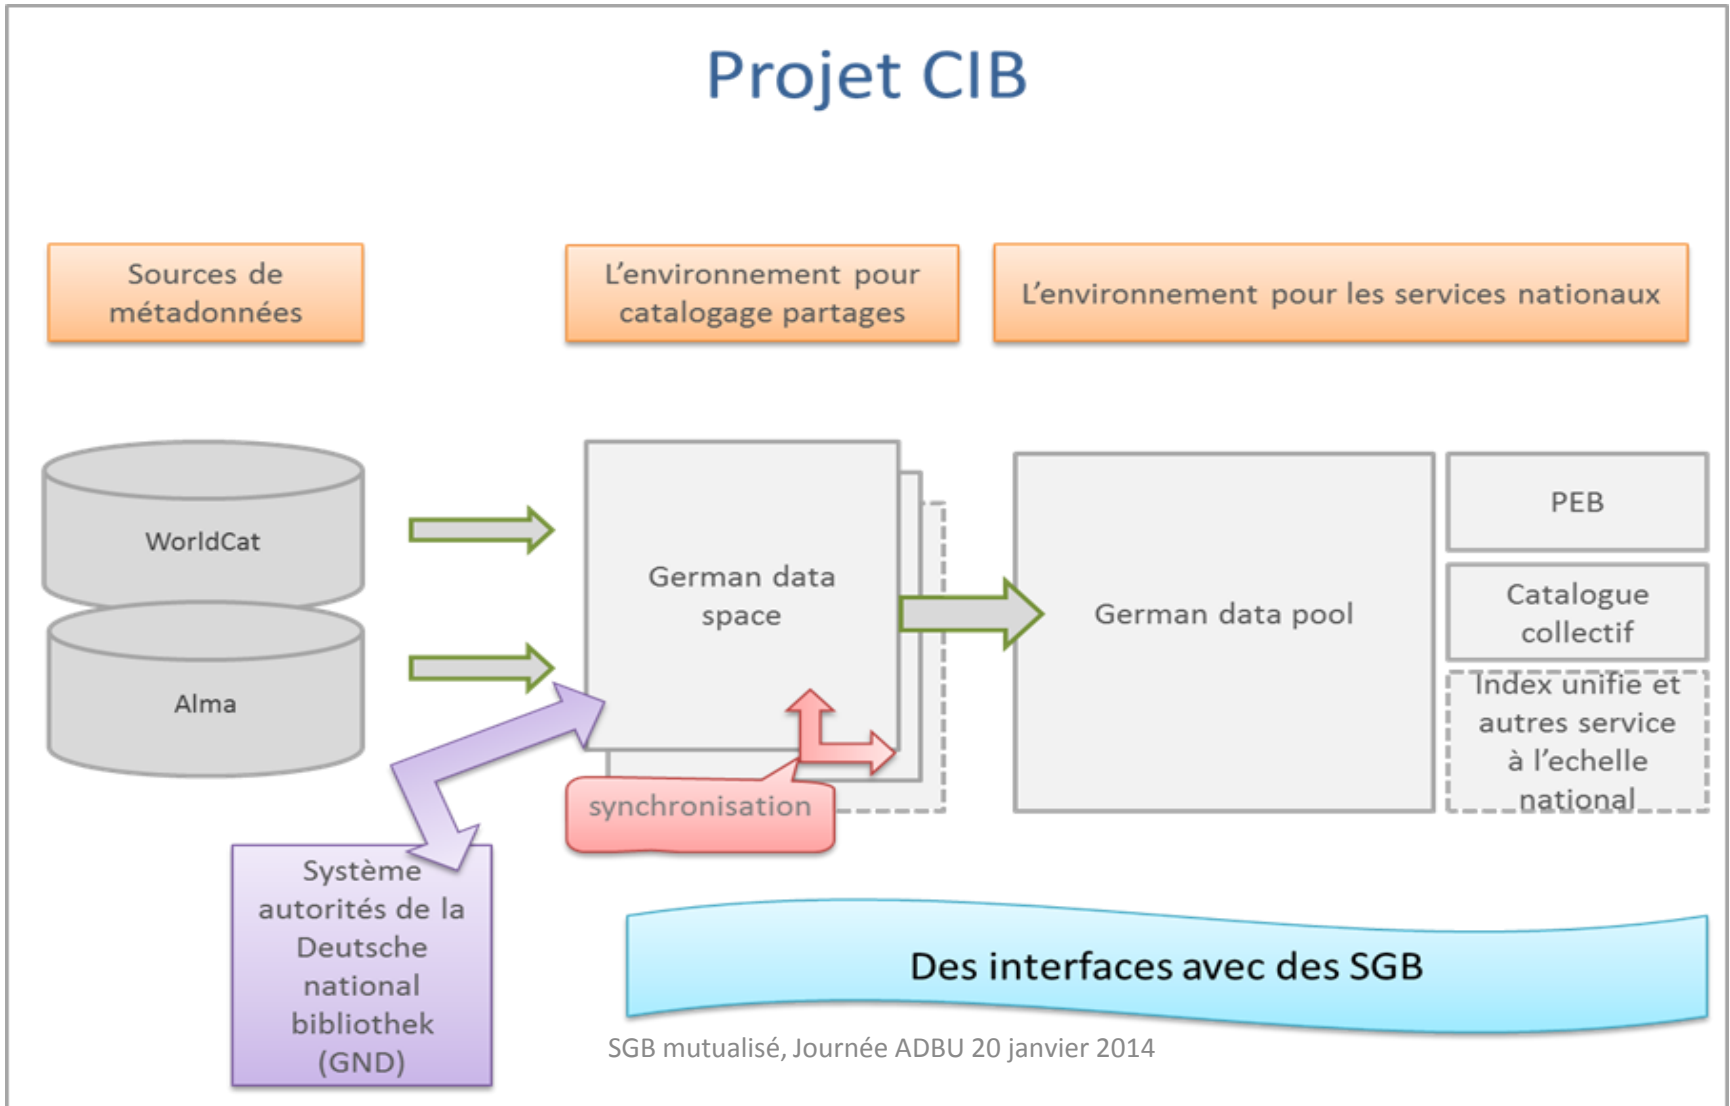 Projet CIB
Sources de
métadonnées
L'environnement pour
catalogage partages
L'environnement pour les services nationaux
WorldCat
Alma
German data
space
German data pool
PEB
Catalogue
collectif
Index unifie et
autres service
à l'echelle
national
synchronisation
Système
autorités de la
Deutsche
national
bibliothek
(GND)
Des interfaces avec des SGB
SGB mutualisé, Journée ADBU 20 janvier 2014